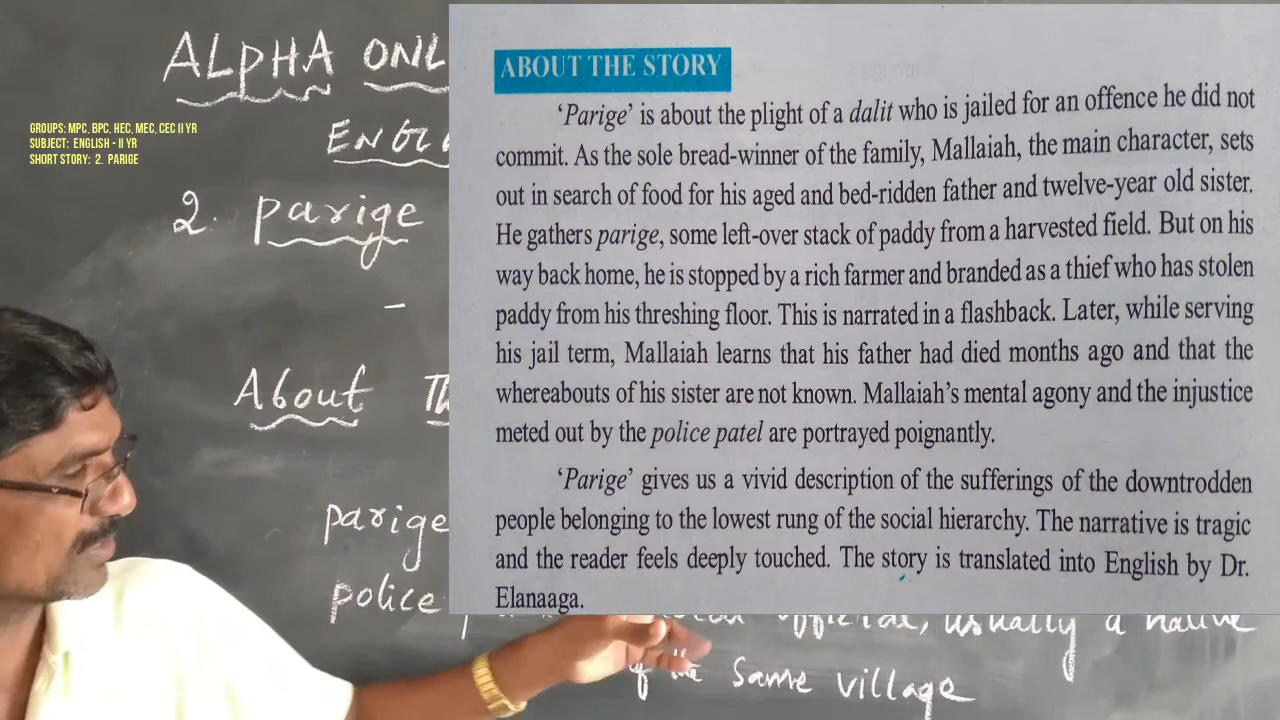 ALPHA ONL
GROUPS: MPC, BPC, HEC, MEC, CEC II YR
SUBJECT: ENGLISH - II YR
SHORT STORY: 2. PARIGE
ENGL
2. parige
About Th
parige
police
official, usually a native
of the same village
ABOUT THE STORY
‘Parige’ is about the plight of a dalit who is jailed for an offence he did not
commit. As the sole bread-winner of the family, Mallaiah, the main character, sets
out in search of food for his aged and bed-ridden father and twelve-year old sister.
He gathers parige, some left-over stack of paddy from a harvested field. But on his
way back home, he is stopped by a rich farmer and branded as a thief who has stolen
paddy from his threshing floor. This is narrated in a flashback. Later, while serving
his jail term, Mallaiah learns that his father had died months ago and that the
whereabouts of his sister are not known. Mallaiah’s mental agony and the injustice
meted out by the police patel are portrayed poignantly.
‘Parige’ gives us a vivid description of the sufferings of the downtrodden
people belonging to the lowest rung of the social hierarchy. The narrative is tragic
and the reader feels deeply touched. The story is translated into English by Dr.
Elanaaga.